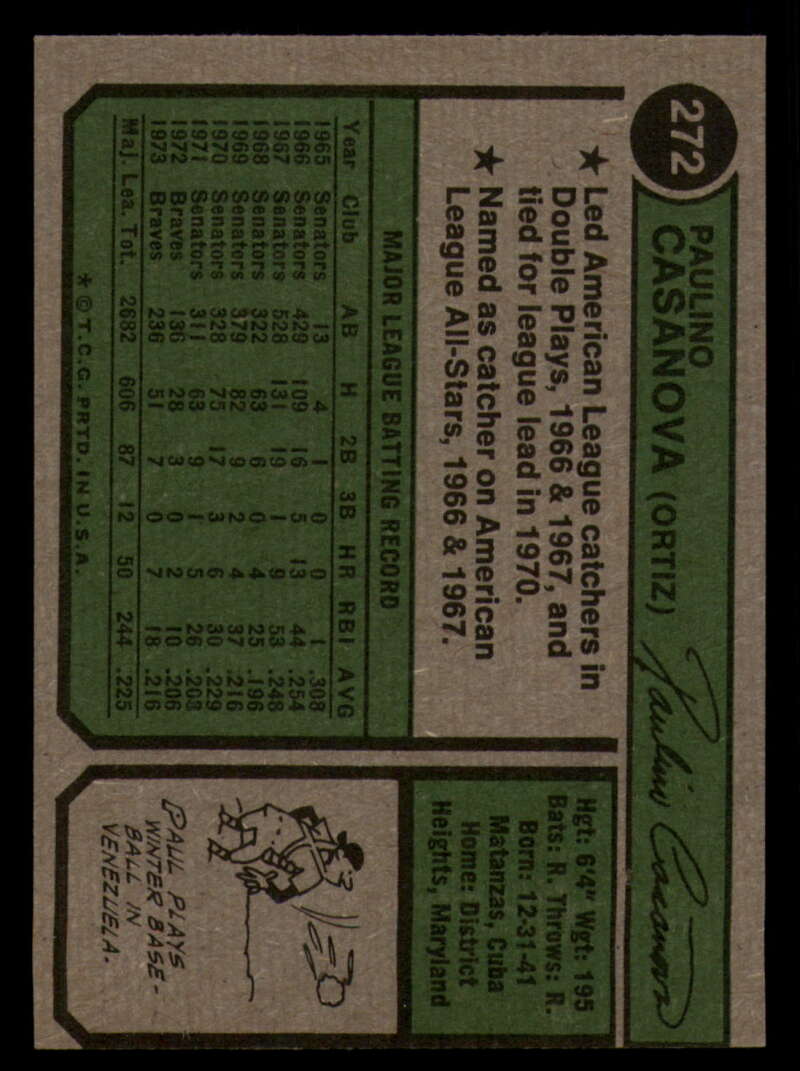 272
PAULINO
CASANOVA (ORTIZ)
Paulino Casanova
★ Led American League catchers in
Double Plays, 1966 & 1967, and
tied for league lead in 1970.
★ Named as catcher on American
League All-Stars, 1966 & 1967.
MAJOR LEAGUE BATTING RECORD
Year Club AB H 2B 3B HR RBI AVG
1965 Senators 13 4 1 0 0 1 .308
1966 Senators 429 109 16 5 13 44 .254
1967 Senators 528 131 19 1 9 53 .248
1968 Senators 322 63 6 0 4 25 .196
1969 Senators 379 82 9 2 4 37 .216
1970 Senators 328 75 17 3 6 30 .229
1971 Senators 311 63 9 1 5 26 .203
1972 Braves 136 28 3 0 2 10 .206
1973 Braves 236 51 7 0 7 18 .216
Maj. Lea. Tot. 2682 606 87 12 50 244 .225
* © T.C.G. PRTD. IN U.S.A.
Hgt: 6'4" Wgt: 195
Bats: R. Throws: R.
Born: 12-31-41
Matanzas, Cuba
Home: District
Heights, Maryland
PAUL PLAYS
WINTER BASE-
BALL IN
VENEZUELA.